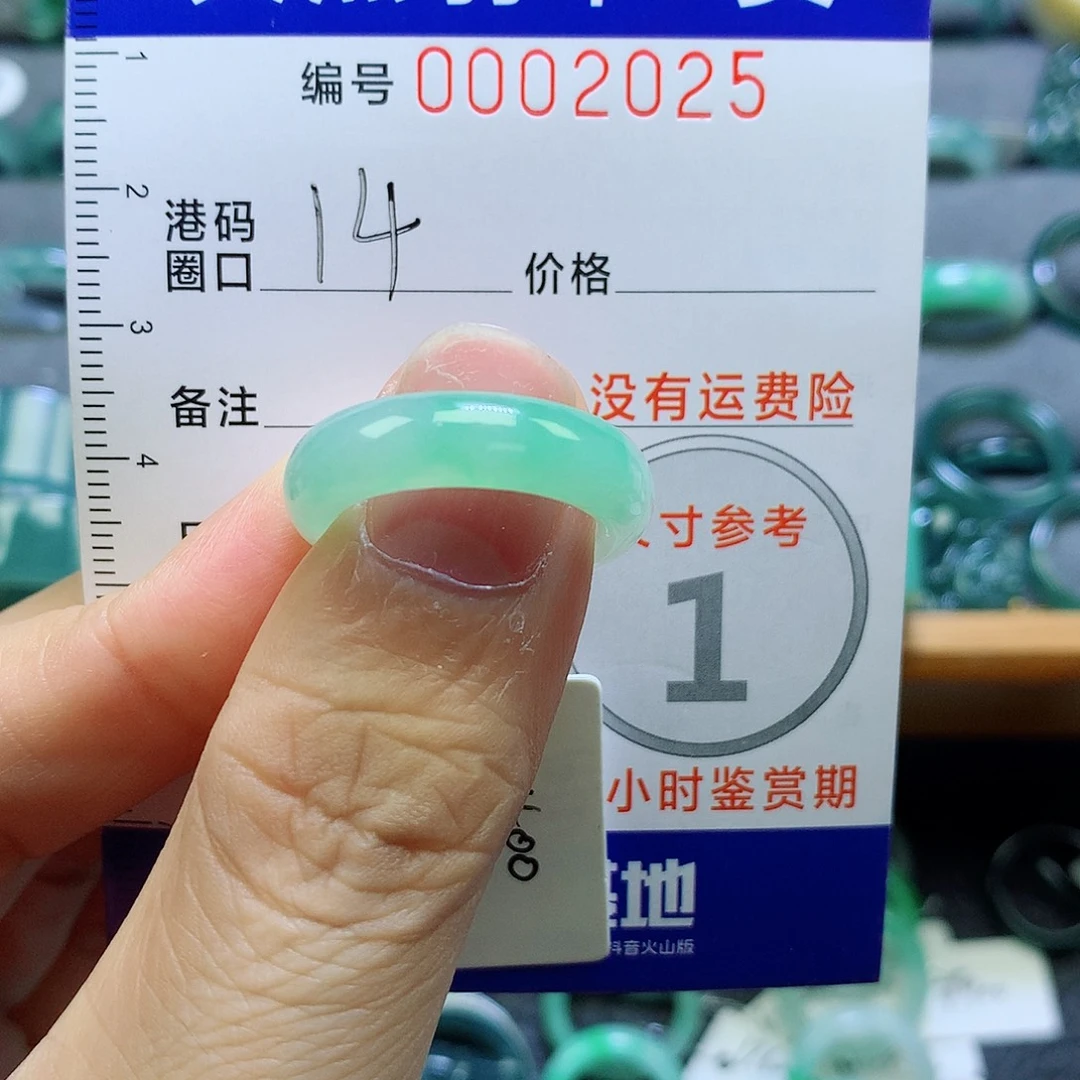 1
编号 0002025
2
港码
圈口 14 价格
3
备注 没有运费险
4
寸参考
1
小时鉴赏期
地
抖音火山版